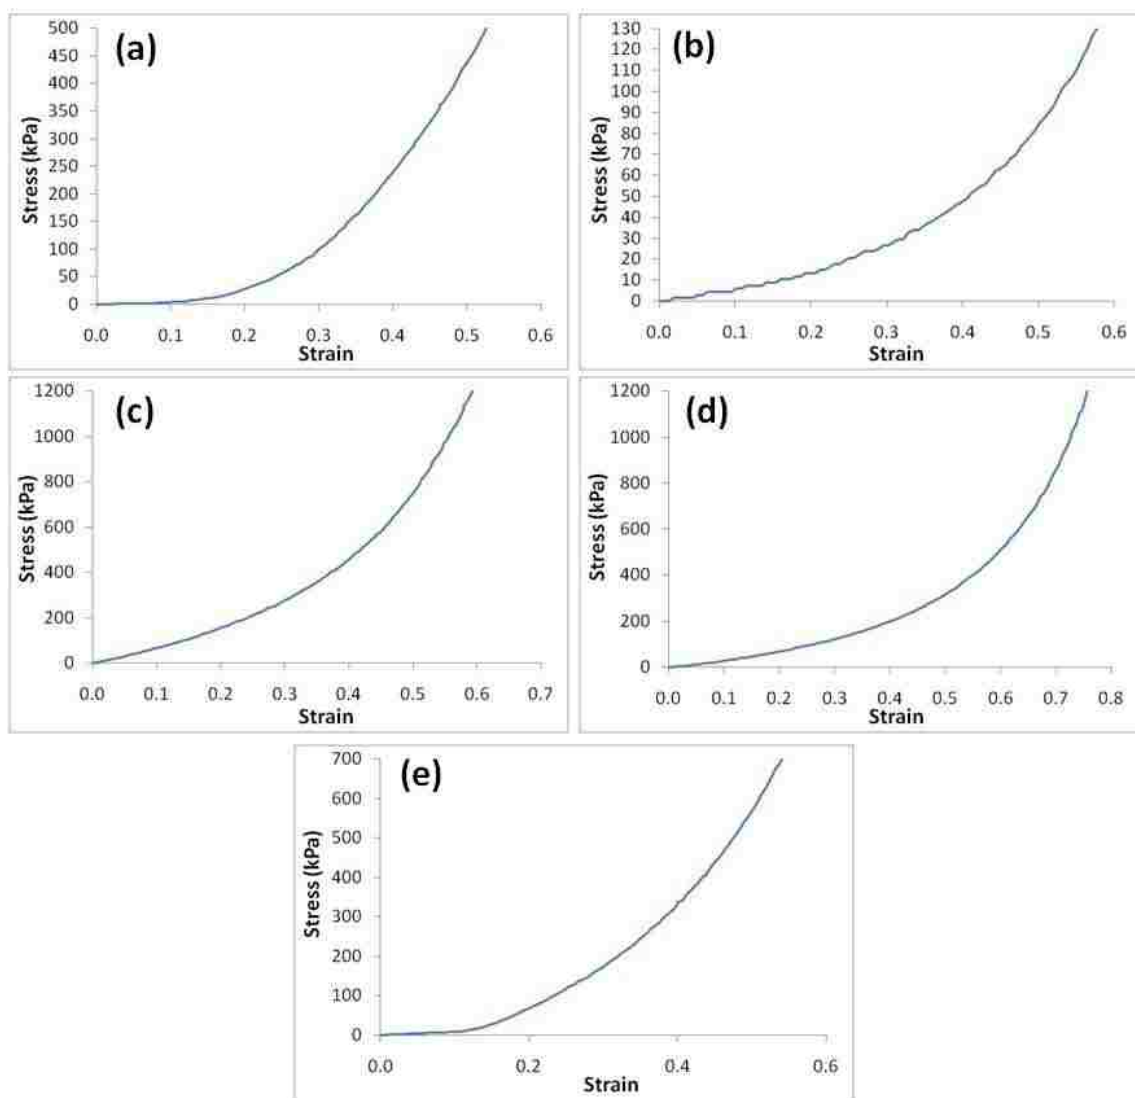 (a)
Stress (kPa)
500
450
400
350
300
250
200
150
100
50
0
0.0 0.1 0.2 0.3 0.4 0.5 0.6
Strain
(b)
Stress (kPa)
130
120
110
100
90
80
70
60
50
40
30
20
10
0
0.0 0.1 0.2 0.3 0.4 0.5 0.6
Strain
(c)
Stress (kPa)
1200
1000
800
600
400
200
0
0.0 0.1 0.2 0.3 0.4 0.5 0.6 0.7
Strain
(d)
Stress (kPa)
1200
1000
800
600
400
200
0
0.0 0.1 0.2 0.3 0.4 0.5 0.6 0.7 0.8
Strain
(e)
Stress (kPa)
700
600
500
400
300
200
100
0
0.0 0.2 0.4 0.6
Strain